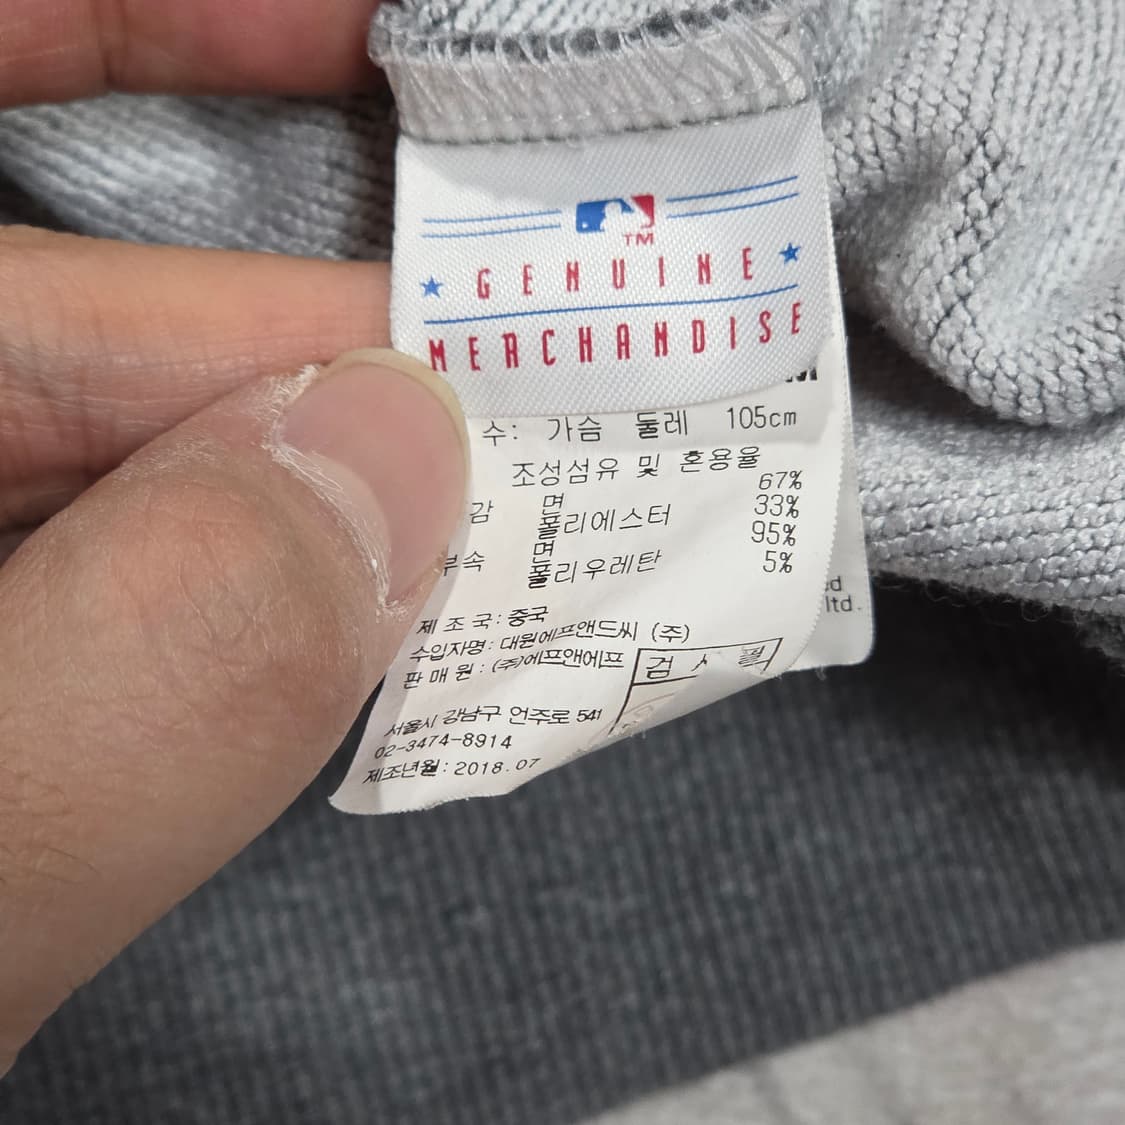 TM
GENUINE
MERCHANDISE
수: 가슴 둘레 105cm
조성섬유 및 혼용율
감 면 67%
폴리에스터 33%
부속 면 95%
폴리우레탄 5%
제 조 국: 중국
수입자명: 대원에프앤드씨 (주)
판 매 원: (주)에프앤에프
서울시 강남구 언주로 541
02-3474-8914
제조년월: 2018.07
검
필
ltd.